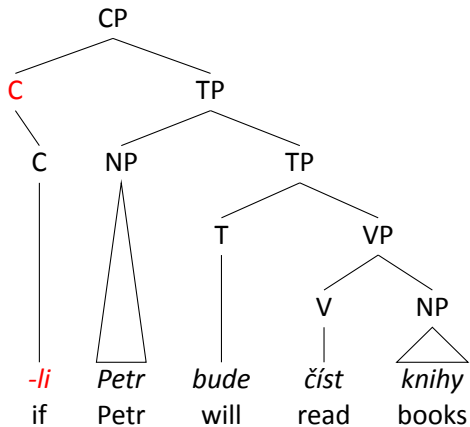 CP
C TP
C NP TP
T VP
V NP
-li Petr bude číst knihy
if Petr will read books